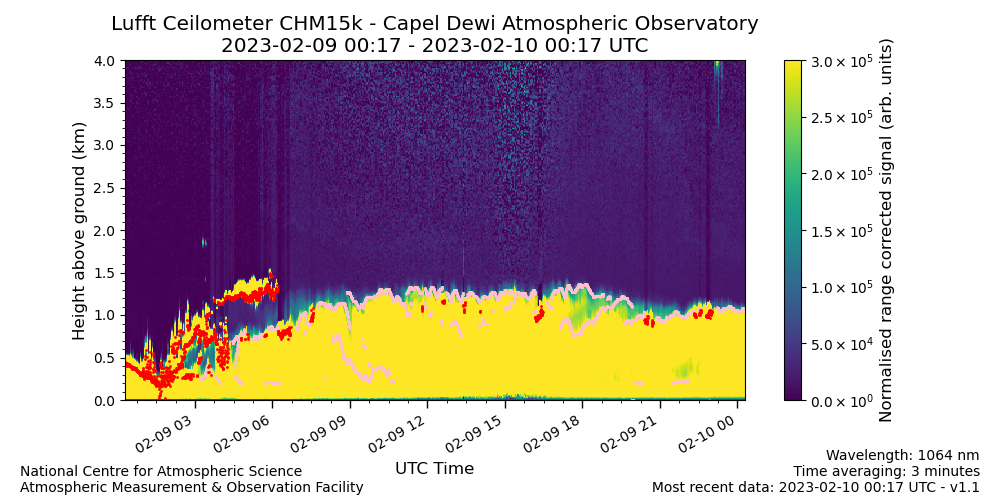 Lufft Ceilometer CHM15k - Capel Dewi Atmospheric Observatory
2023-02-09 00:17 - 2023-02-10 00:17 UTC
Height above ground (km)
4.0
3.5
3.0
2.5
2.0
1.5
1.0
0.5
0.0
02-09 03
02-09 06
02-09 09
02-09 12
02-09 15
02-09 18
02-09 21
02-10 00
UTC Time
3.0 × 10⁵
2.5 × 10⁵
2.0 × 10⁵
1.5 × 10⁵
1.0 × 10⁵
5.0 × 10⁴
0.0 × 10⁰
Normalised range corrected signal (arb. units)
National Centre for Atmospheric Science
Atmospheric Measurement & Observation Facility
Wavelength: 1064 nm
Time averaging: 3 minutes
Most recent data: 2023-02-10 00:17 UTC - v1.1